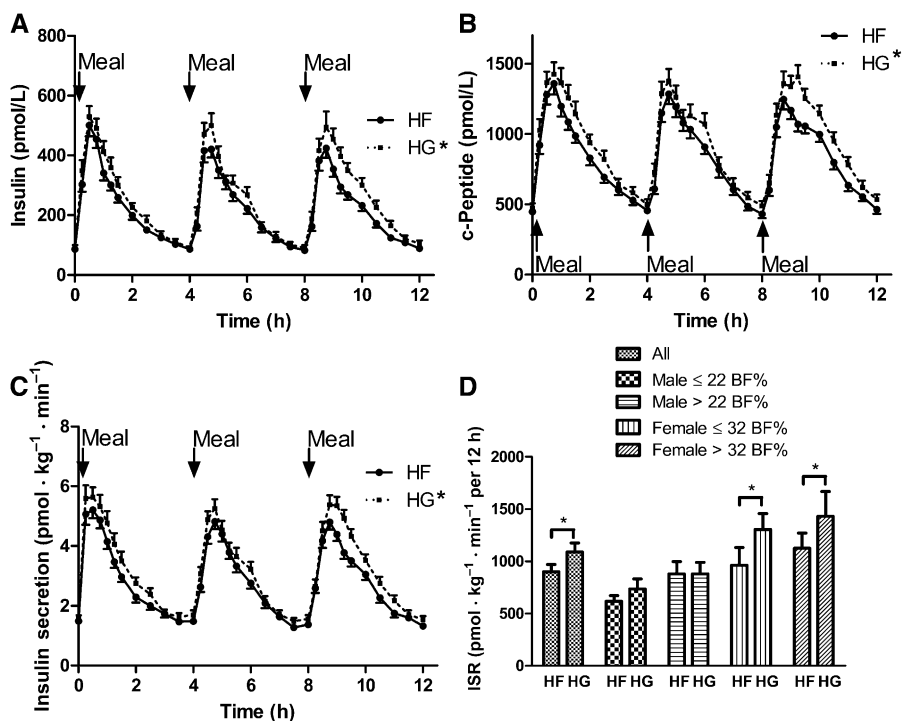 A
800
600
400
200
0
Insulin (pmol/L)
Meal Meal Meal
HF
HG*
0 2 4 6 8 10 12
Time (h)
B
1500
1000
500
0
c-Peptide (pmol/L)
HF
HG*
Meal Meal Meal
0 2 4 6 8 10 12
Time (h)
C
8
6
4
2
0
Insulin secretion (pmol · kg⁻¹ · min⁻¹)
Meal Meal Meal
HF
HG*
0 2 4 6 8 10 12
Time (h)
D
All
Male ≤ 22 BF%
Male > 22 BF%
Female ≤ 32 BF%
Female > 32 BF%
2000
1500
1000
500
0
ISR (pmol · kg⁻¹ · min⁻¹ per 12 h)
* * *
HF HG HF HG HF HG HF HG HF HG